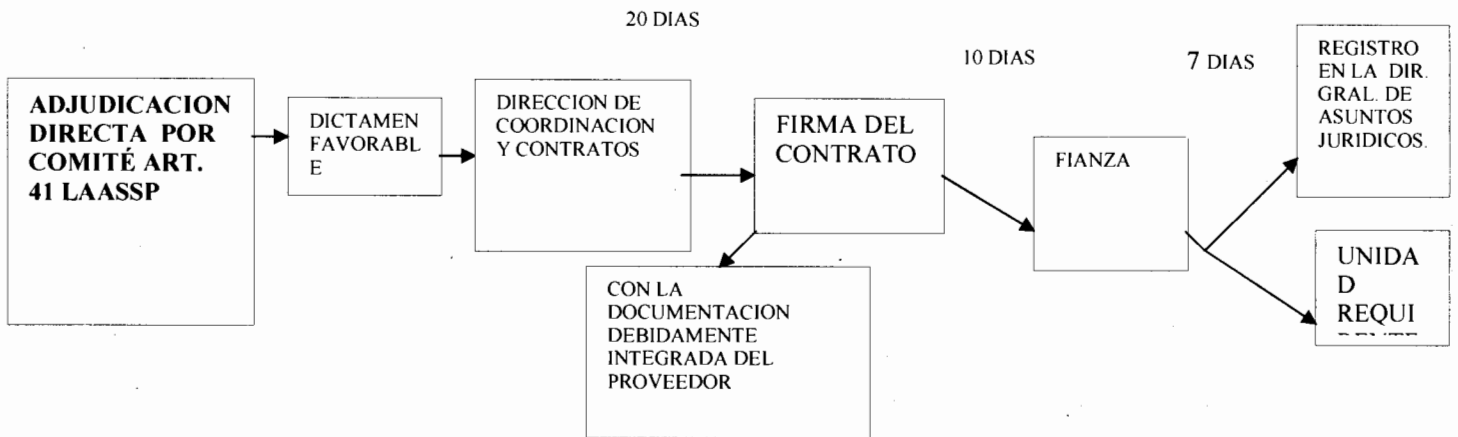 20 DIAS
10 DIAS
7 DIAS
ADJUDICACION
DIRECTA POR
COMITÉ ART.
41 LAASSP
DICTAMEN
FAVORABL
E
DIRECCION DE
COORDINACION
Y CONTRATOS
FIRMA DEL
CONTRATO
CON LA
DOCUMENTACION
DEBIDAMENTE
INTEGRADA DEL
PROVEEDOR
FIANZA
REGISTRO
EN LA DIR.
GRAL. DE
ASUNTOS
JURIDICOS.
UNIDA
D
REQUI